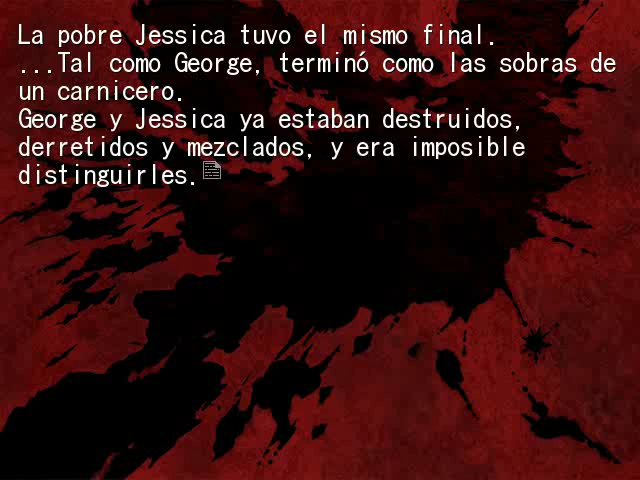 La pobre Jessica tuvo el mismo final.
...Tal como George, terminó como las sobras de
un carnicero.
George y Jessica ya estaban destruidos,
derretidos y mezclados, y era imposible
distinguirles.